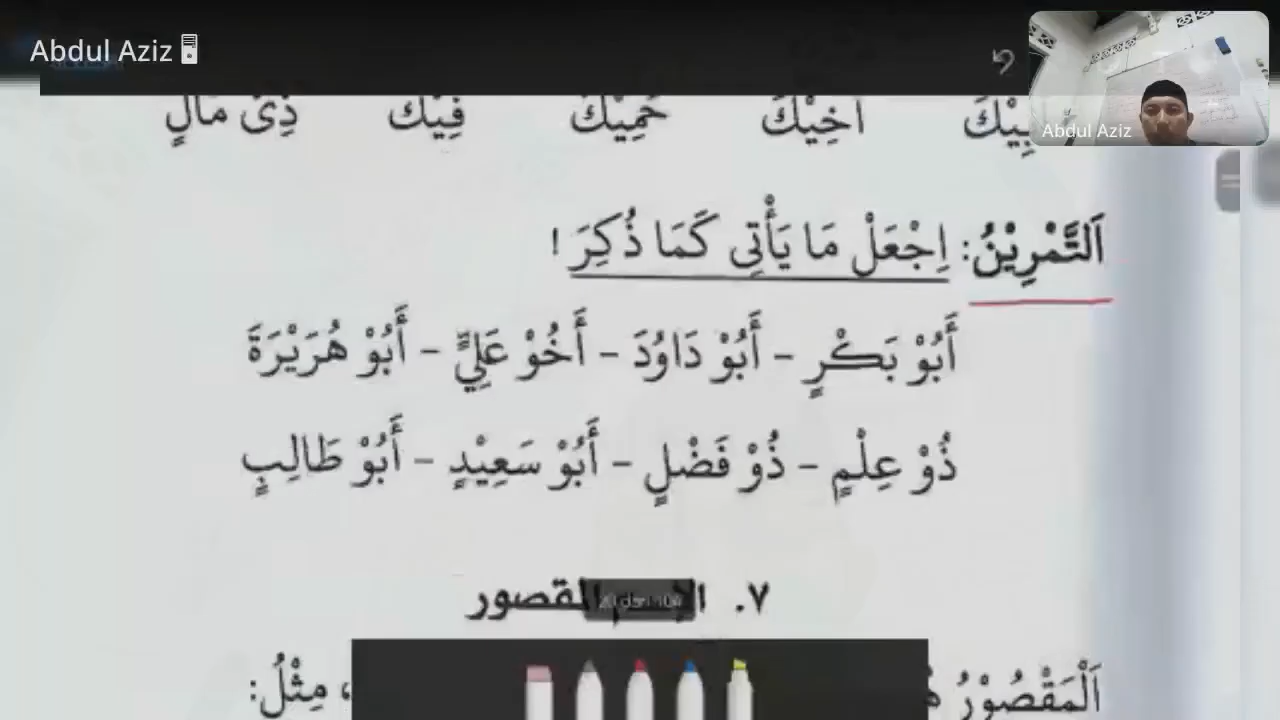 Abdul Aziz
Abdul Aziz
أَخِيْكَ حَمِيْكَ فِيْكَ ذِىْ مَالٍ
اَلتَّمْرِيْنُ: اِجْعَلْ مَا يَأْتِى كَمَا ذُكِرَ !
أَبُوْ بَكْرٍ – أَبُوْ دَاوُدَ – أَخُوْ عَلِيٍّ – أَبُوْ هُرَيْرَةَ
ذُوْ عِلْمٍ – ذُوْ فَضْلٍ – أَبُوْ سَعِيْدٍ – أَبُوْ طَالِبٍ
٧. المقصور
اَلْمَقْصُوْرُ ، مِثْلُ: